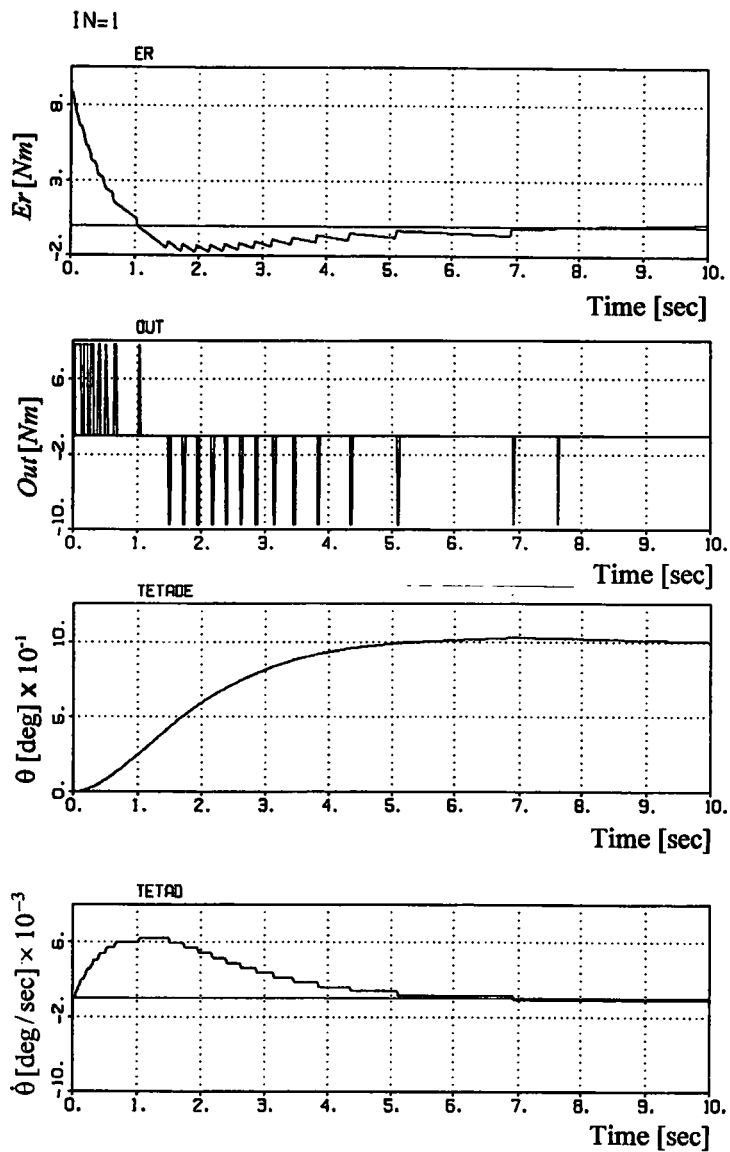 IN=1
ER
Er [Nm]
8.
3.
-2.
0. 1. 2. 3. 4. 5. 6. 7. 8. 9. 10.
Time [sec]
OUT
Out [Nm]
6.
-2.
-10.
0. 1. 2. 3. 4. 5. 6. 7. 8. 9. 10.
Time [sec]
TETADE
θ [deg] x 10⁻¹
10.
5.
0.
0. 1. 2. 3. 4. 5. 6. 7. 8. 9. 10.
Time [sec]
TETAD
θ̇ [deg/sec] × 10⁻³
6.
-2.
-10.
0. 1. 2. 3. 4. 5. 6. 7. 8. 9. 10.
Time [sec]